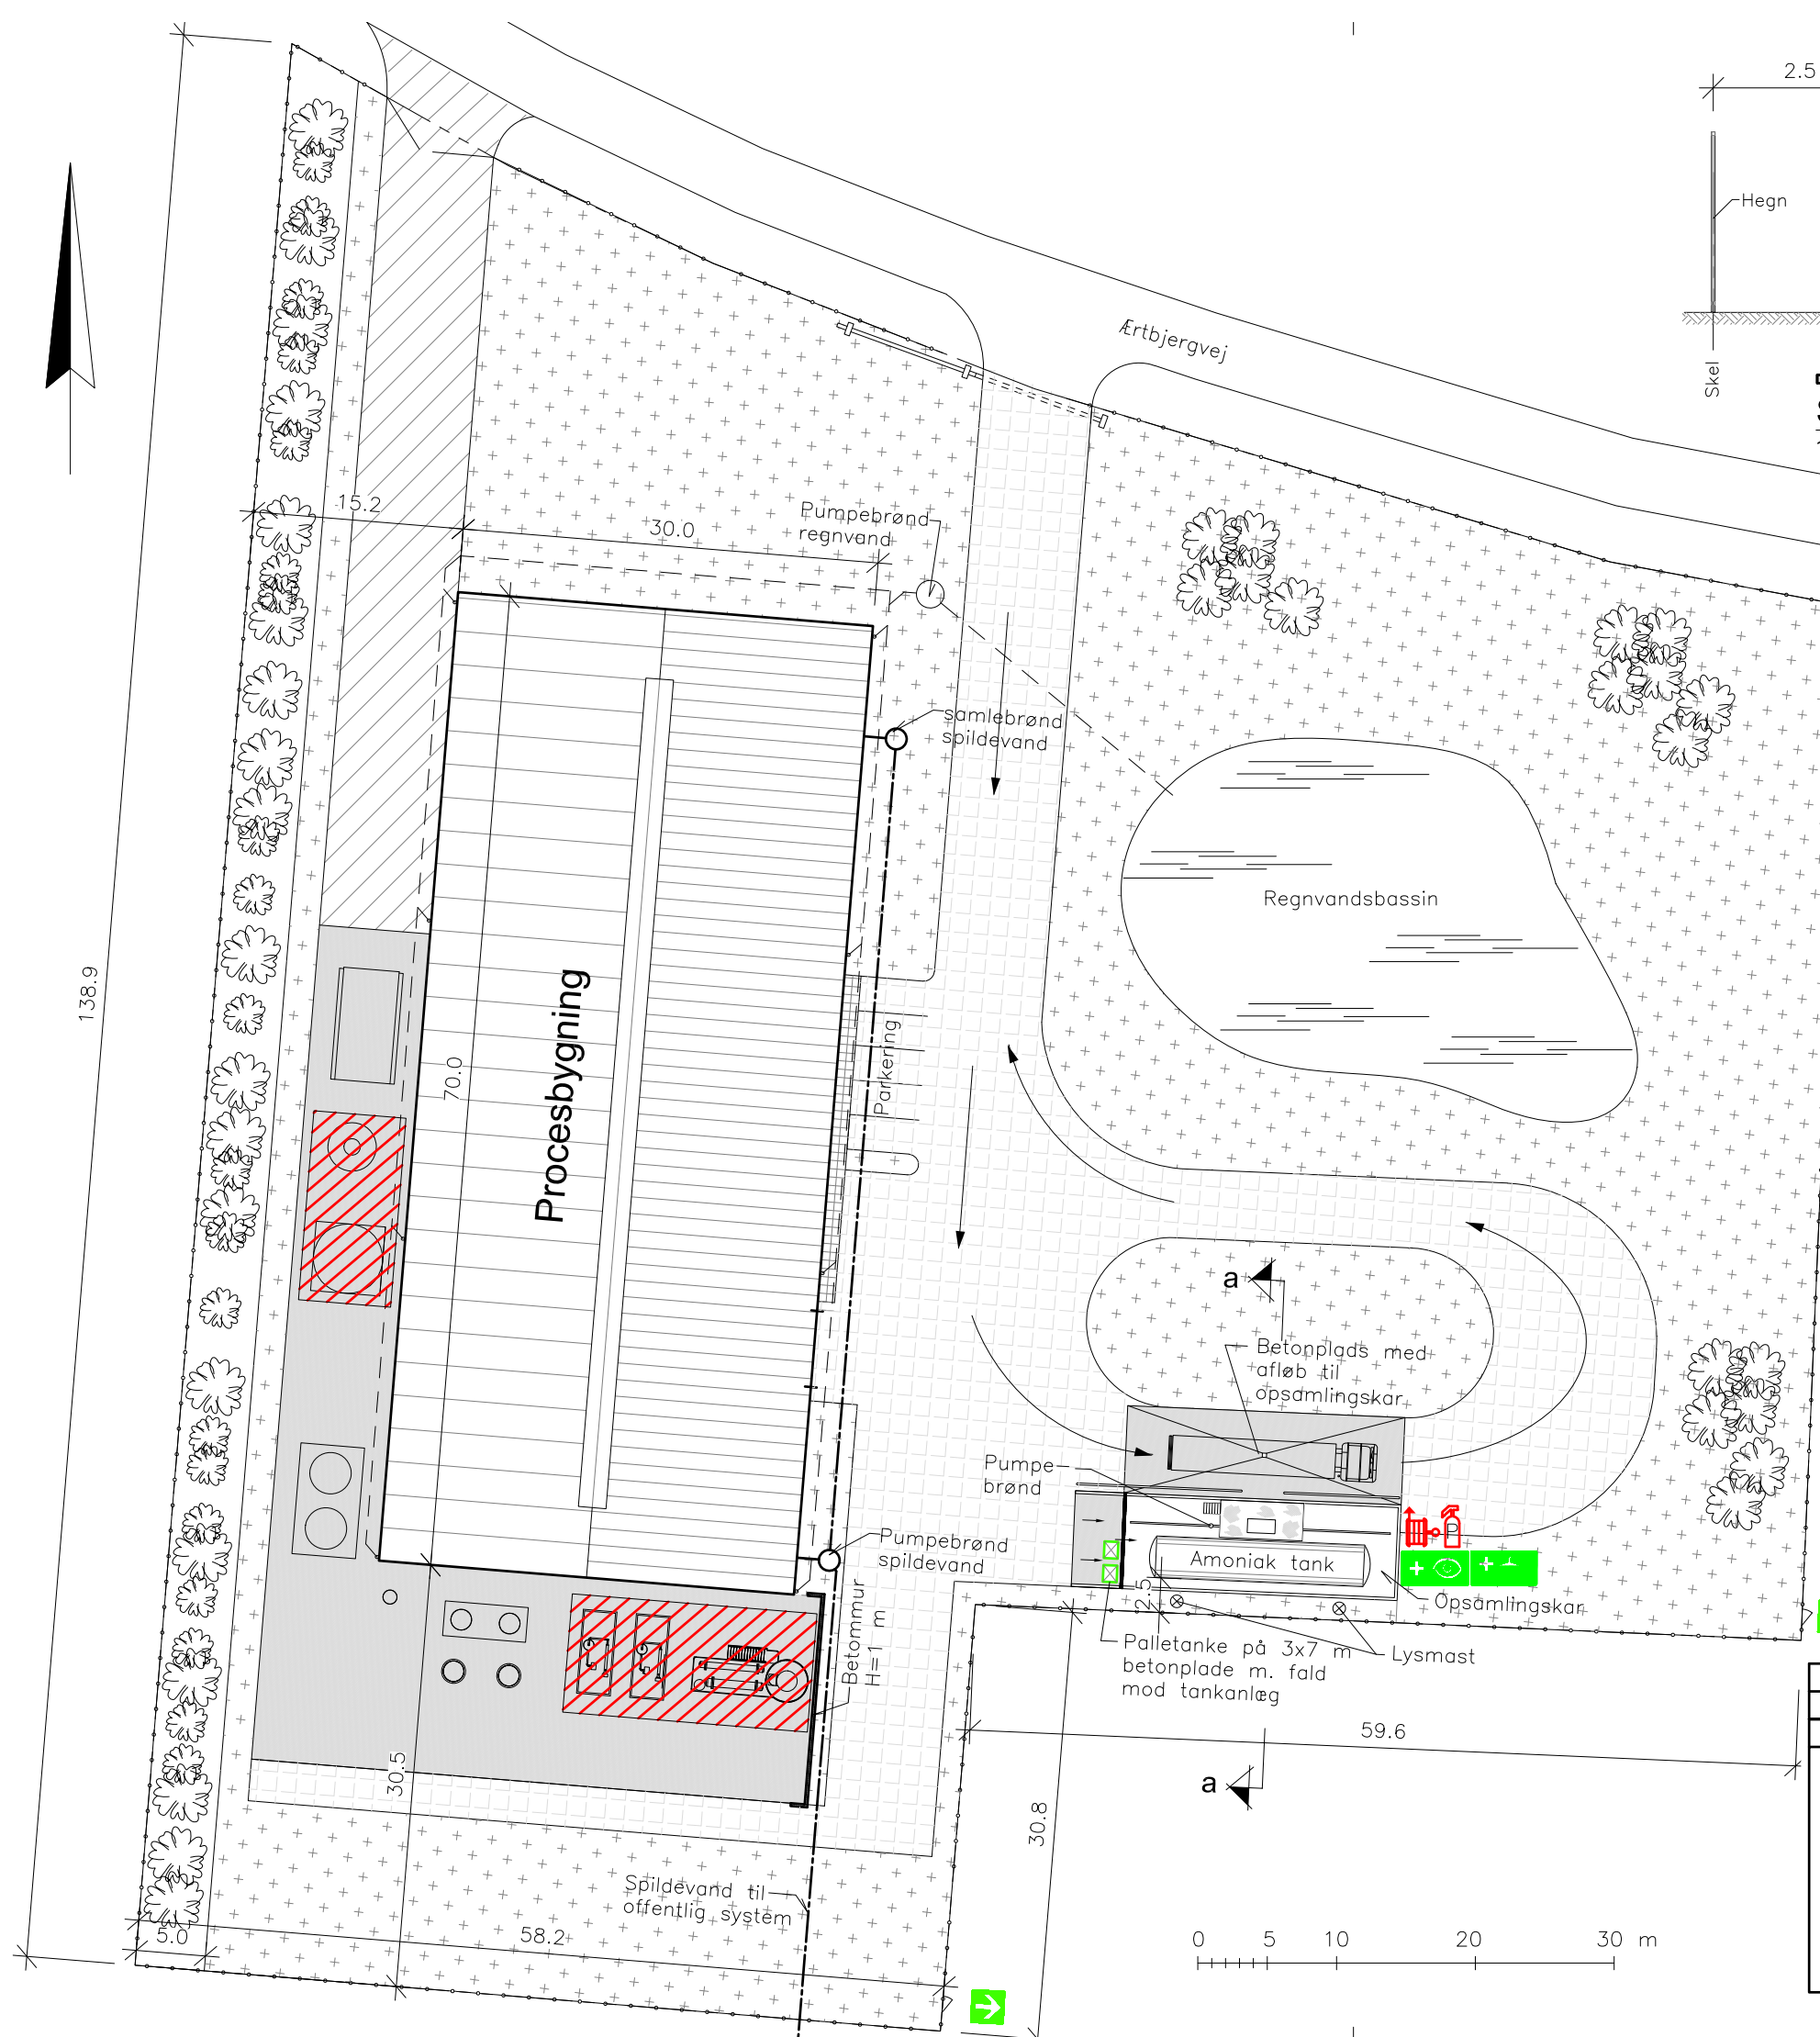 2.5
Hegn
Skel
Ærtbjergvej
15.2
30.0
Pumpebrønd
regnvand
samlebrønd
spildevand
Regnvandsbassin
138.9
70.0
Procesbygning
Parkering
a
Betonplads med
afløb til
opsamlingskar
Pumpe
brønd
Amoniak tank
P
Pumpebrønd
spildevand
2.5
Opsamlingskar
Betonmur
H=1 m
Palletanke på 3x7 m
betonplade m. fald
mod tankanlæg
Lysmast
59.6
a
30.5
30.8
Spildevand til
offentlig system
5.0
58.2
0 5 10 20 30 m